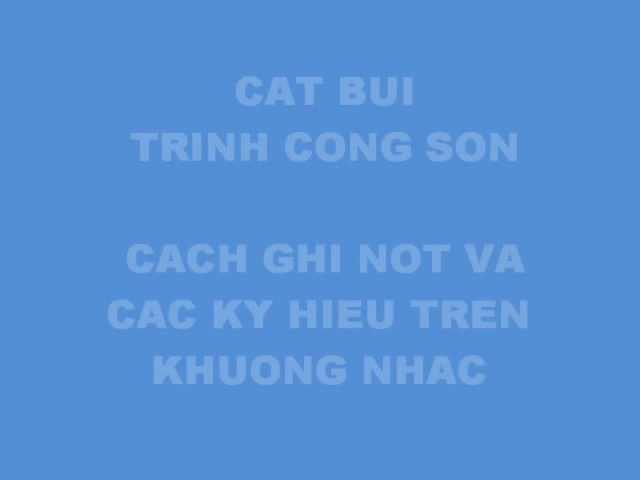 CAT BUI
TRINH CONG SON
CACH GHI NOT VA
CAC KY HIEU TREN
KHUONG NHAC